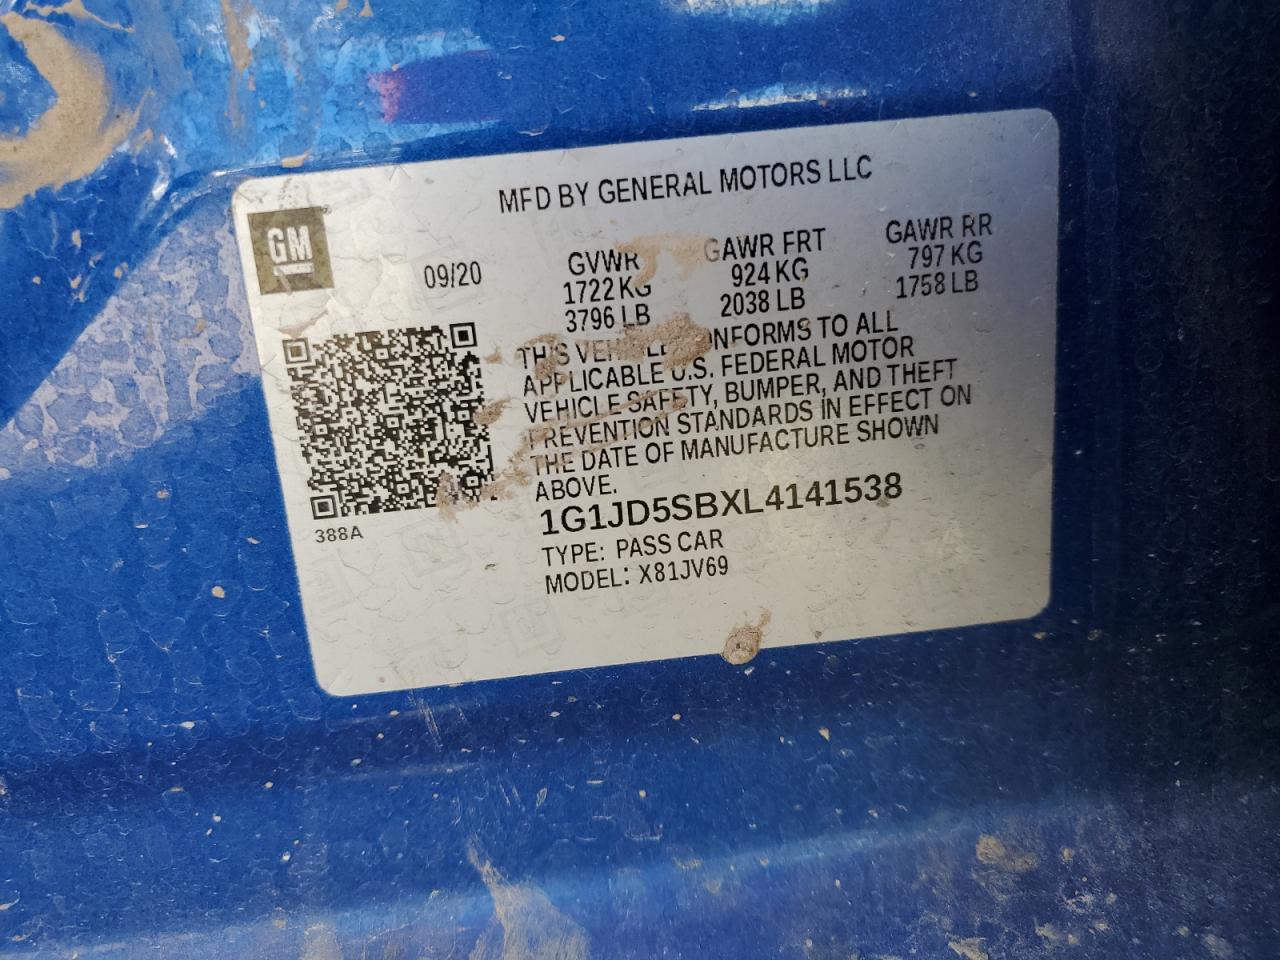 MFD BY GENERAL MOTORS LLC
GM
09/20
GVWR
1722 KG
3796 LB
GAWR FRT
924 KG
2038 LB
GAWR RR
797 KG
1758 LB
THIS VEHICLE CONFORMS TO ALL
APPLICABLE U.S. FEDERAL MOTOR
VEHICLE SAFETY, BUMPER, AND THEFT
PREVENTION STANDARDS IN EFFECT ON
THE DATE OF MANUFACTURE SHOWN
ABOVE.
388A
1G1JD5SBXL4141538
TYPE: PASS CAR
MODEL: X81JV69